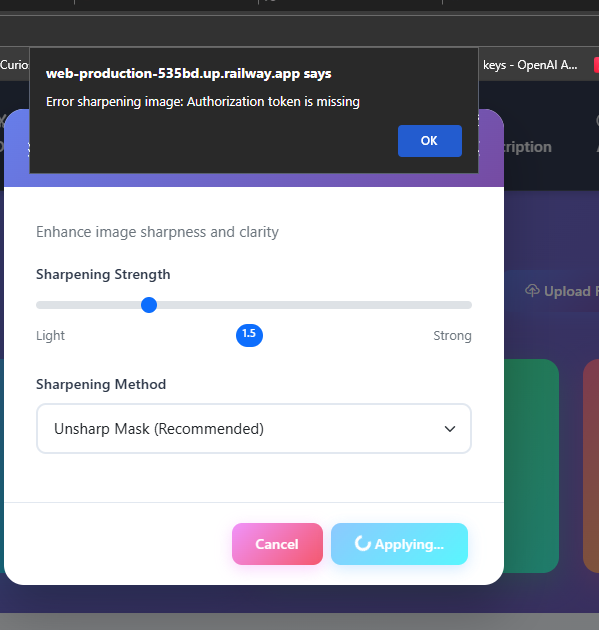 Curio
keys - OpenAI A...
web-production-535bd.up.railway.app says
Error sharpening image: Authorization token is missing
OK
cription
Enhance image sharpness and clarity
Sharpening Strength
Upload
Light
1.5
Strong
Sharpening Method
Unsharp Mask (Recommended)
Cancel
Applying...